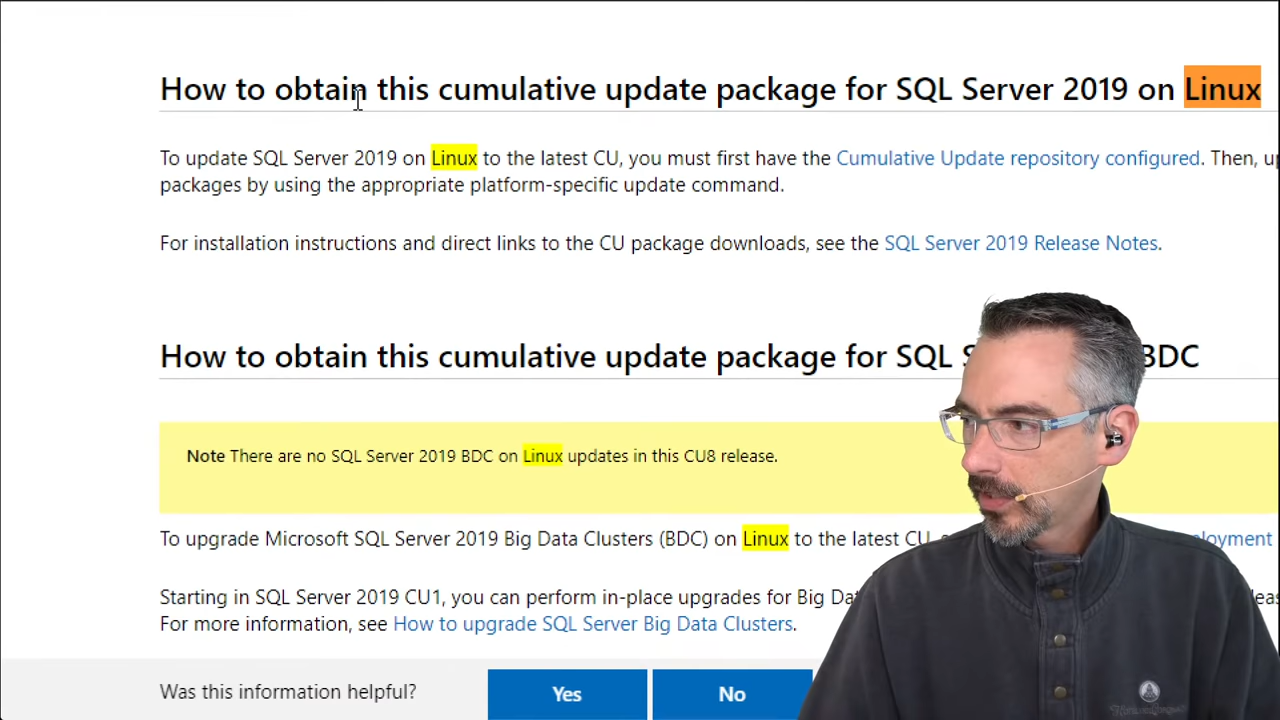 How to obtain this cumulative update package for SQL Server 2019 on Linux
To update SQL Server 2019 on Linux to the latest CU, you must first have the Cumulative Update repository configured. Then,
packages by using the appropriate platform-specific update command.
For installation instructions and direct links to the CU package downloads, see the SQL Server 2019 Release Notes.
How to obtain this cumulative update package for SQL BDC
Note There are no SQL Server 2019 BDC on Linux updates in this CU8 release.
To upgrade Microsoft SQL Server 2019 Big Data Clusters (BDC) on Linux to the latest CU,
Starting in SQL Server 2019 CU1, you can perform in-place upgrades for Big
For more information, see How to upgrade SQL Server Big Data Clusters.
Was this information helpful? Yes No